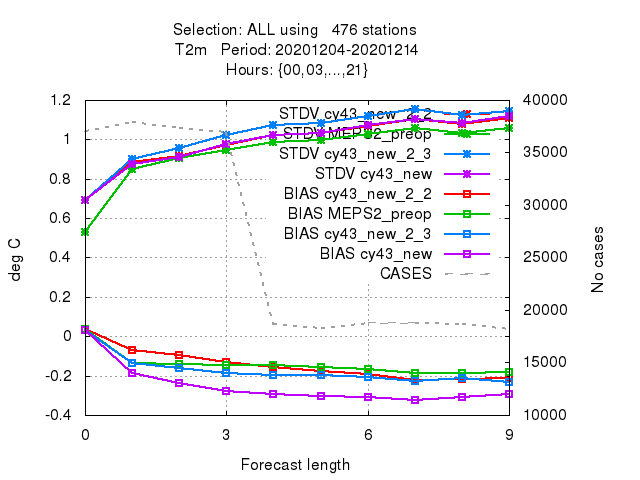 Selection: ALL using 476 stations
T2m Period: 20201204-20201214
Hours: {00,03,...,21}
1.2
1
0.8
0.6
0.4
0.2
0
-0.2
-0.4
deg C
STDV cy43_new_2_2
STDV MEPS2_preop
STDV cy43_new_2_3
STDV cy43_new
BIAS cy43_new_2_2
BIAS MEPS2_preop
BIAS cy43_new_2_3
BIAS cy43_new
CASES
40000
35000
30000
25000
20000
15000
10000
No cases
0 3 6 9
Forecast length